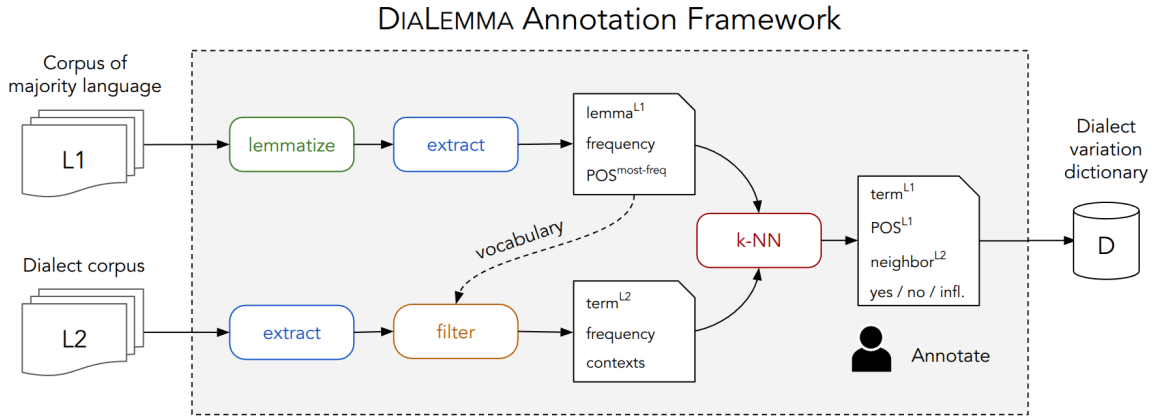 DIALEMMA Annotation Framework
Corpus of
majority language
L1
lemmatize
extract
lemma^L1
frequency
POS^most-freq
vocabulary
Dialect corpus
L2
extract
filter
term^L2
frequency
contexts
k-NN
term^L1
POS^L1
neighbor^L2
yes / no / infl.
Annotate
Dialect
variation
dictionary
D